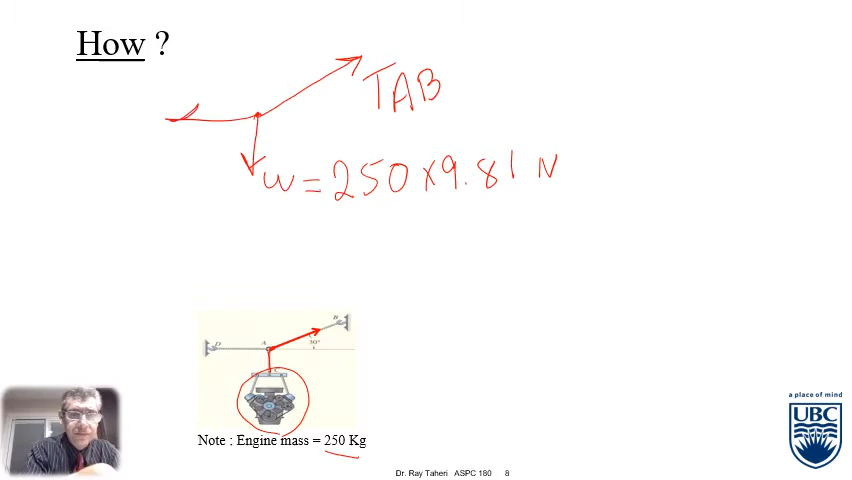 How ?
TAB
W = 250 × 9.81 N
B
D
A
30°
Note : Engine mass = 250 Kg
a place of mind
UBC
Dr. Ray Taheri ASPC 180 8